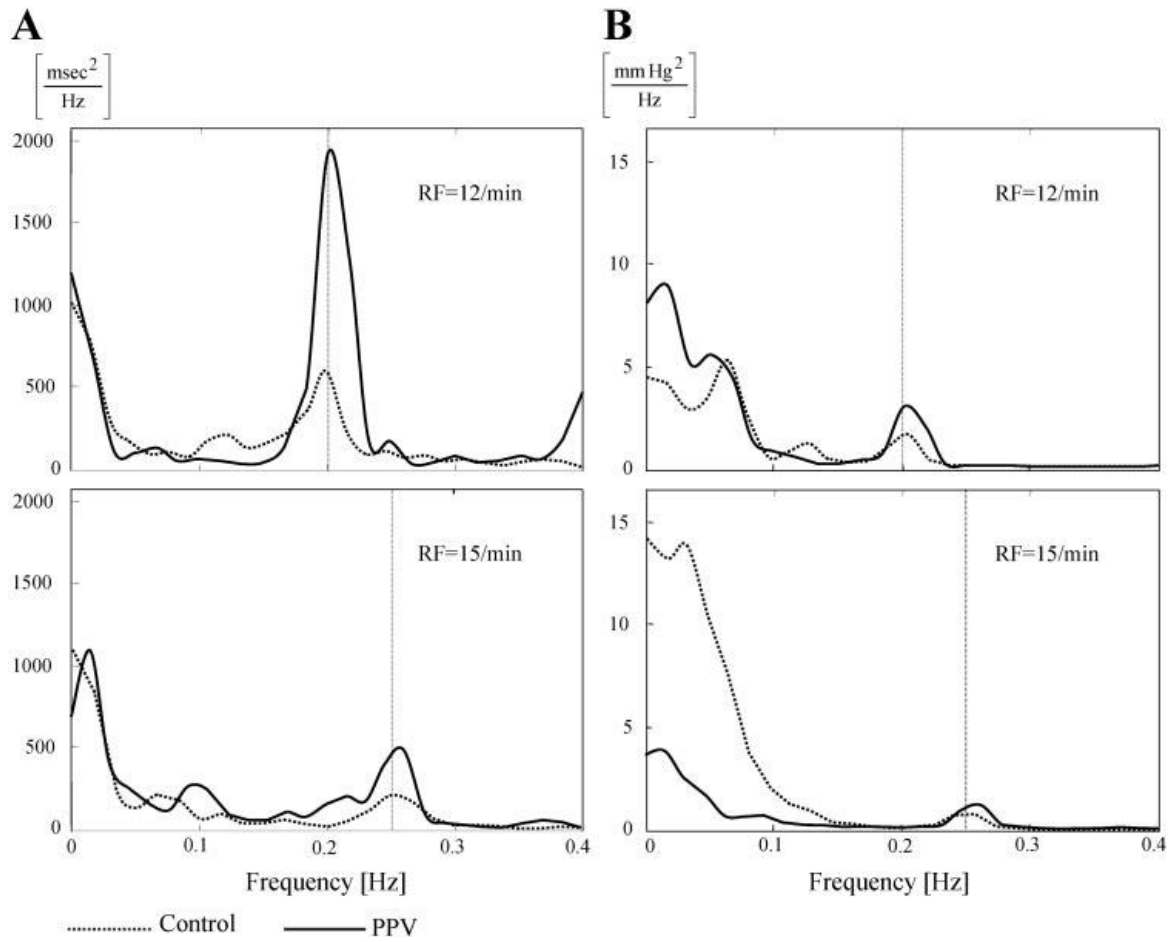 A
B
[msec²/Hz]
[mm Hg²/Hz]
2000
1500
1000
500
0
RF=12/min
15
10
5
0
RF=12/min
2000
1500
1000
500
0
RF=15/min
0 0.1 0.2 0.3 0.4
Frequency [Hz]
15
10
5
0
RF=15/min
0 0.1 0.2 0.3 0.4
Frequency [Hz]
Control PPV